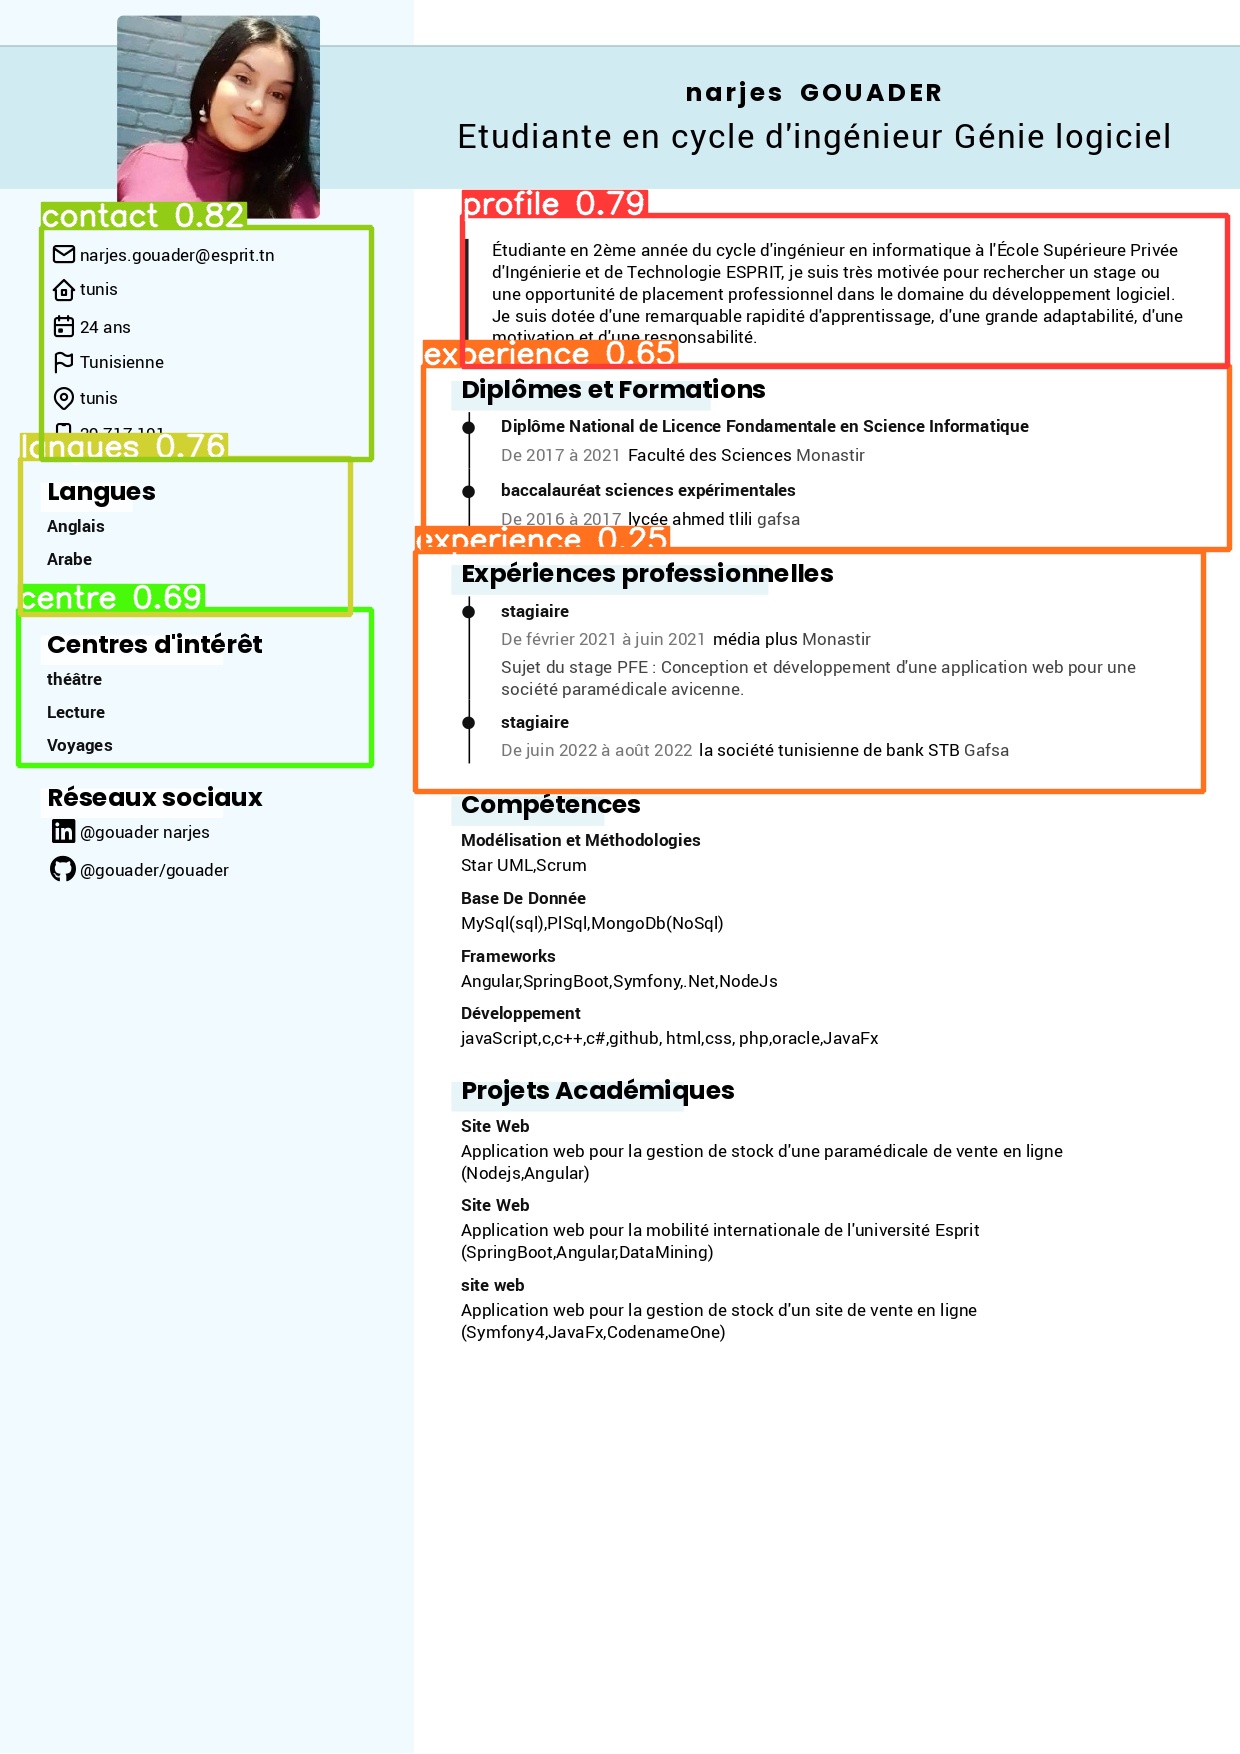 narjes GOUADER
Etudiante en cycle d'ingénieur Génie logiciel
contact 0.82
narjes.gouader@esprit.tn
tunis
24 ans
Tunisienne
tunis
langues 0.76
Langues
Anglais
Arabe
centre 0.69
Centres d'intérêt
théâtre
Lecture
Voyages
Réseaux sociaux
@gouader narjes
@gouader/gouader
profile 0.79
Étudiante en 2ème année du cycle d'ingénieur en informatique à l'École Supérieure Privée
d'Ingénierie et de Technologie ESPRIT, je suis très motivée pour rechercher un stage ou
une opportunité de placement professionnel dans le domaine du développement logiciel.
Je suis dotée d'une remarquable rapidité d'apprentissage, d'une grande adaptabilité, d'une
motivation et d'une responsabilité.
experience 0.65
Diplômes et Formations
Diplôme National de Licence Fondamentale en Science Informatique
De 2017 à 2021 Faculté des Sciences Monastir
baccalauréat sciences expérimentales
De 2016 à 2017 lycée ahmed tlili gafsa
experience 0.25
Expériences professionnelles
stagiaire
De février 2021 à juin 2021 média plus Monastir
Sujet du stage PFE : Conception et développement d'une application web pour une
société paramédicale avicenne.
stagiaire
De juin 2022 à août 2022 la société tunisienne de bank STB Gafsa
Compétences
Modélisation et Méthodologies
Star UML,Scrum
Base De Donnée
MySql(sql),PlSql,MongoDb(NoSql)
Frameworks
Angular,SpringBoot,Symfony,.Net,NodeJs
Développement
javaScript,c,c++,c#,github, html,css, php,oracle,JavaFx
Projets Académiques
Site Web
Application web pour la gestion de stock d'une paramédicale de vente en ligne
(Nodejs,Angular)
Site Web
Application web pour la mobilité internationale de l'université Esprit
(SpringBoot,Angular,DataMining)
site web
Application web pour la gestion de stock d'un site de vente en ligne
(Symfony4,JavaFx,CodenameOne)